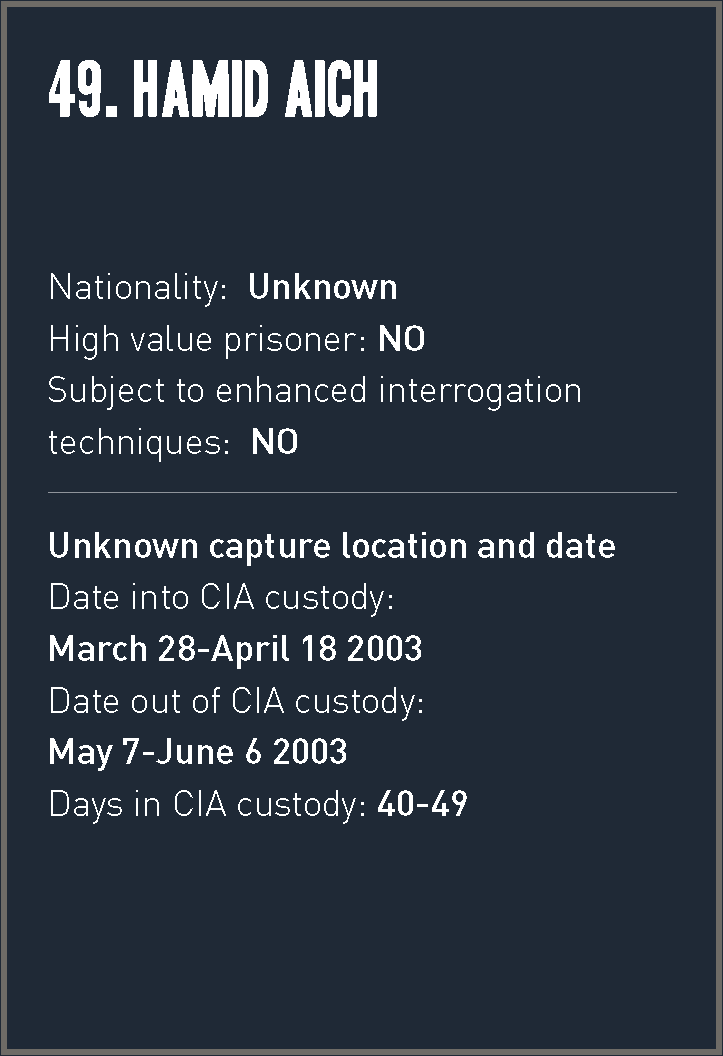 49. HAMID AICH
Nationality: Unknown
High value prisoner: NO
Subject to enhanced interrogation
techniques: NO
Unknown capture location and date
Date into CIA custody:
March 28-April 18 2003
Date out of CIA custody:
May 7-June 6 2003
Days in CIA custody: 40-49